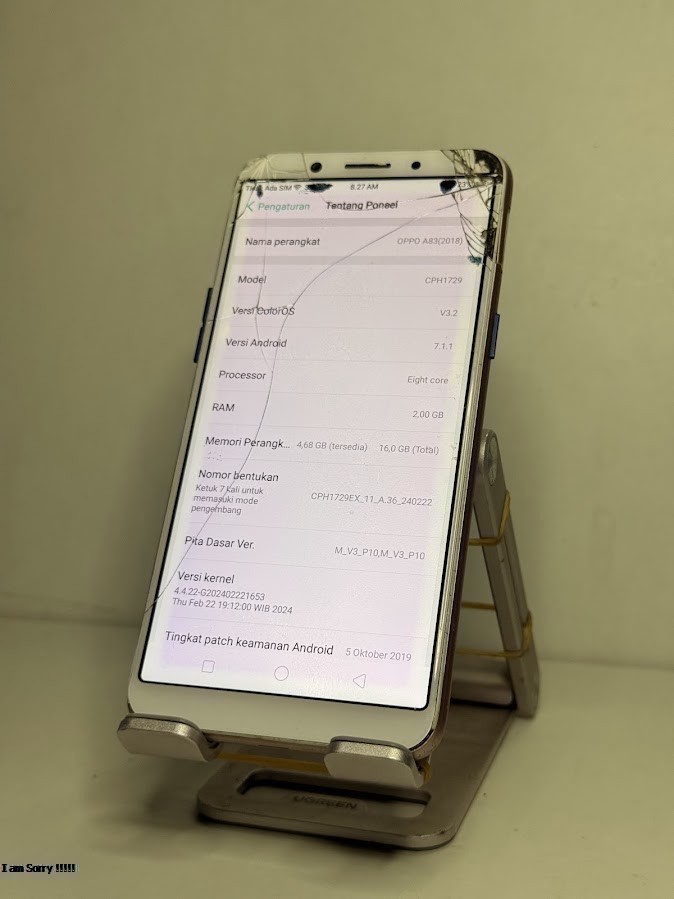 Ada SIM 8.27 AM
Pengaturan Tentang Ponsel
Nama perangkat OPPO A83(2018)
Model CPH1729
Versi ColorOS V3.2
Versi Android 7.1.1
Processor Eight core
RAM 2,00 GB
Memori Perangk... 4,68 GB (tersedia) 16,0 GB (Total)
Nomor bentukan
Ketuk 7 kali untuk
memasuki mode
pengembang
CPH1729EX_11_A.36_240222
Pita Dasar Ver. M_V3_P10,M_V3_P10
Versi kernel
4.4.22-G202402221653
Thu Feb 22 19:12:00 WIB 2024
Tingkat patch keamanan Android 5 Oktober 2019
UGREEN
I am Sorry !!!!!